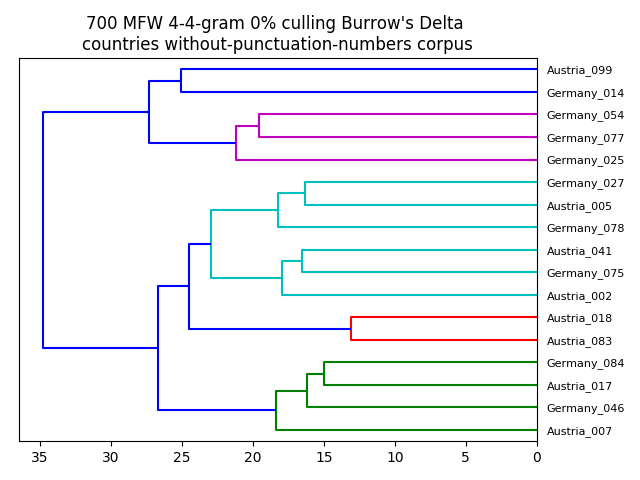 700 MFW 4-4-gram 0% culling Burrow's Delta
countries without-punctuation-numbers corpus
Austria_099
Germany_014
Germany_054
Germany_077
Germany_025
Germany_027
Austria_005
Germany_078
Austria_041
Germany_075
Austria_002
Austria_018
Austria_083
Germany_084
Austria_017
Germany_046
Austria_007
35 30 25 20 15 10 5 0